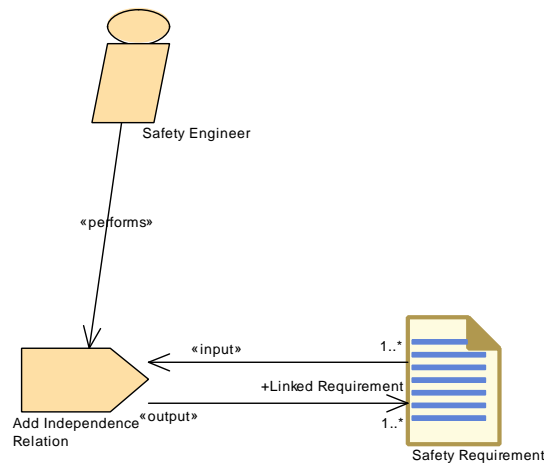 Safety Engineer
«performs»
«input»
1..*
+Linked Requirement
«output»
1..*
Add Independence
Relation
Safety Requirement